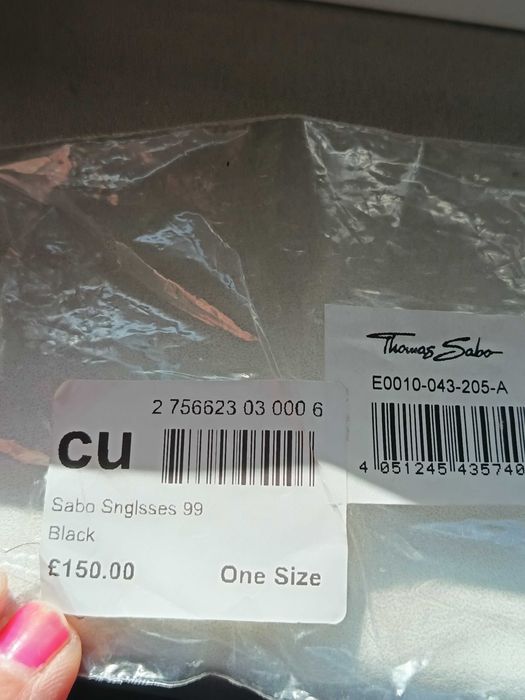 Thomas Sabo
E0010-043-205-A
4 051245 435740
2 756623 03 000 6
cu
Sabo Snglsses 99
Black
£150.00 One Size